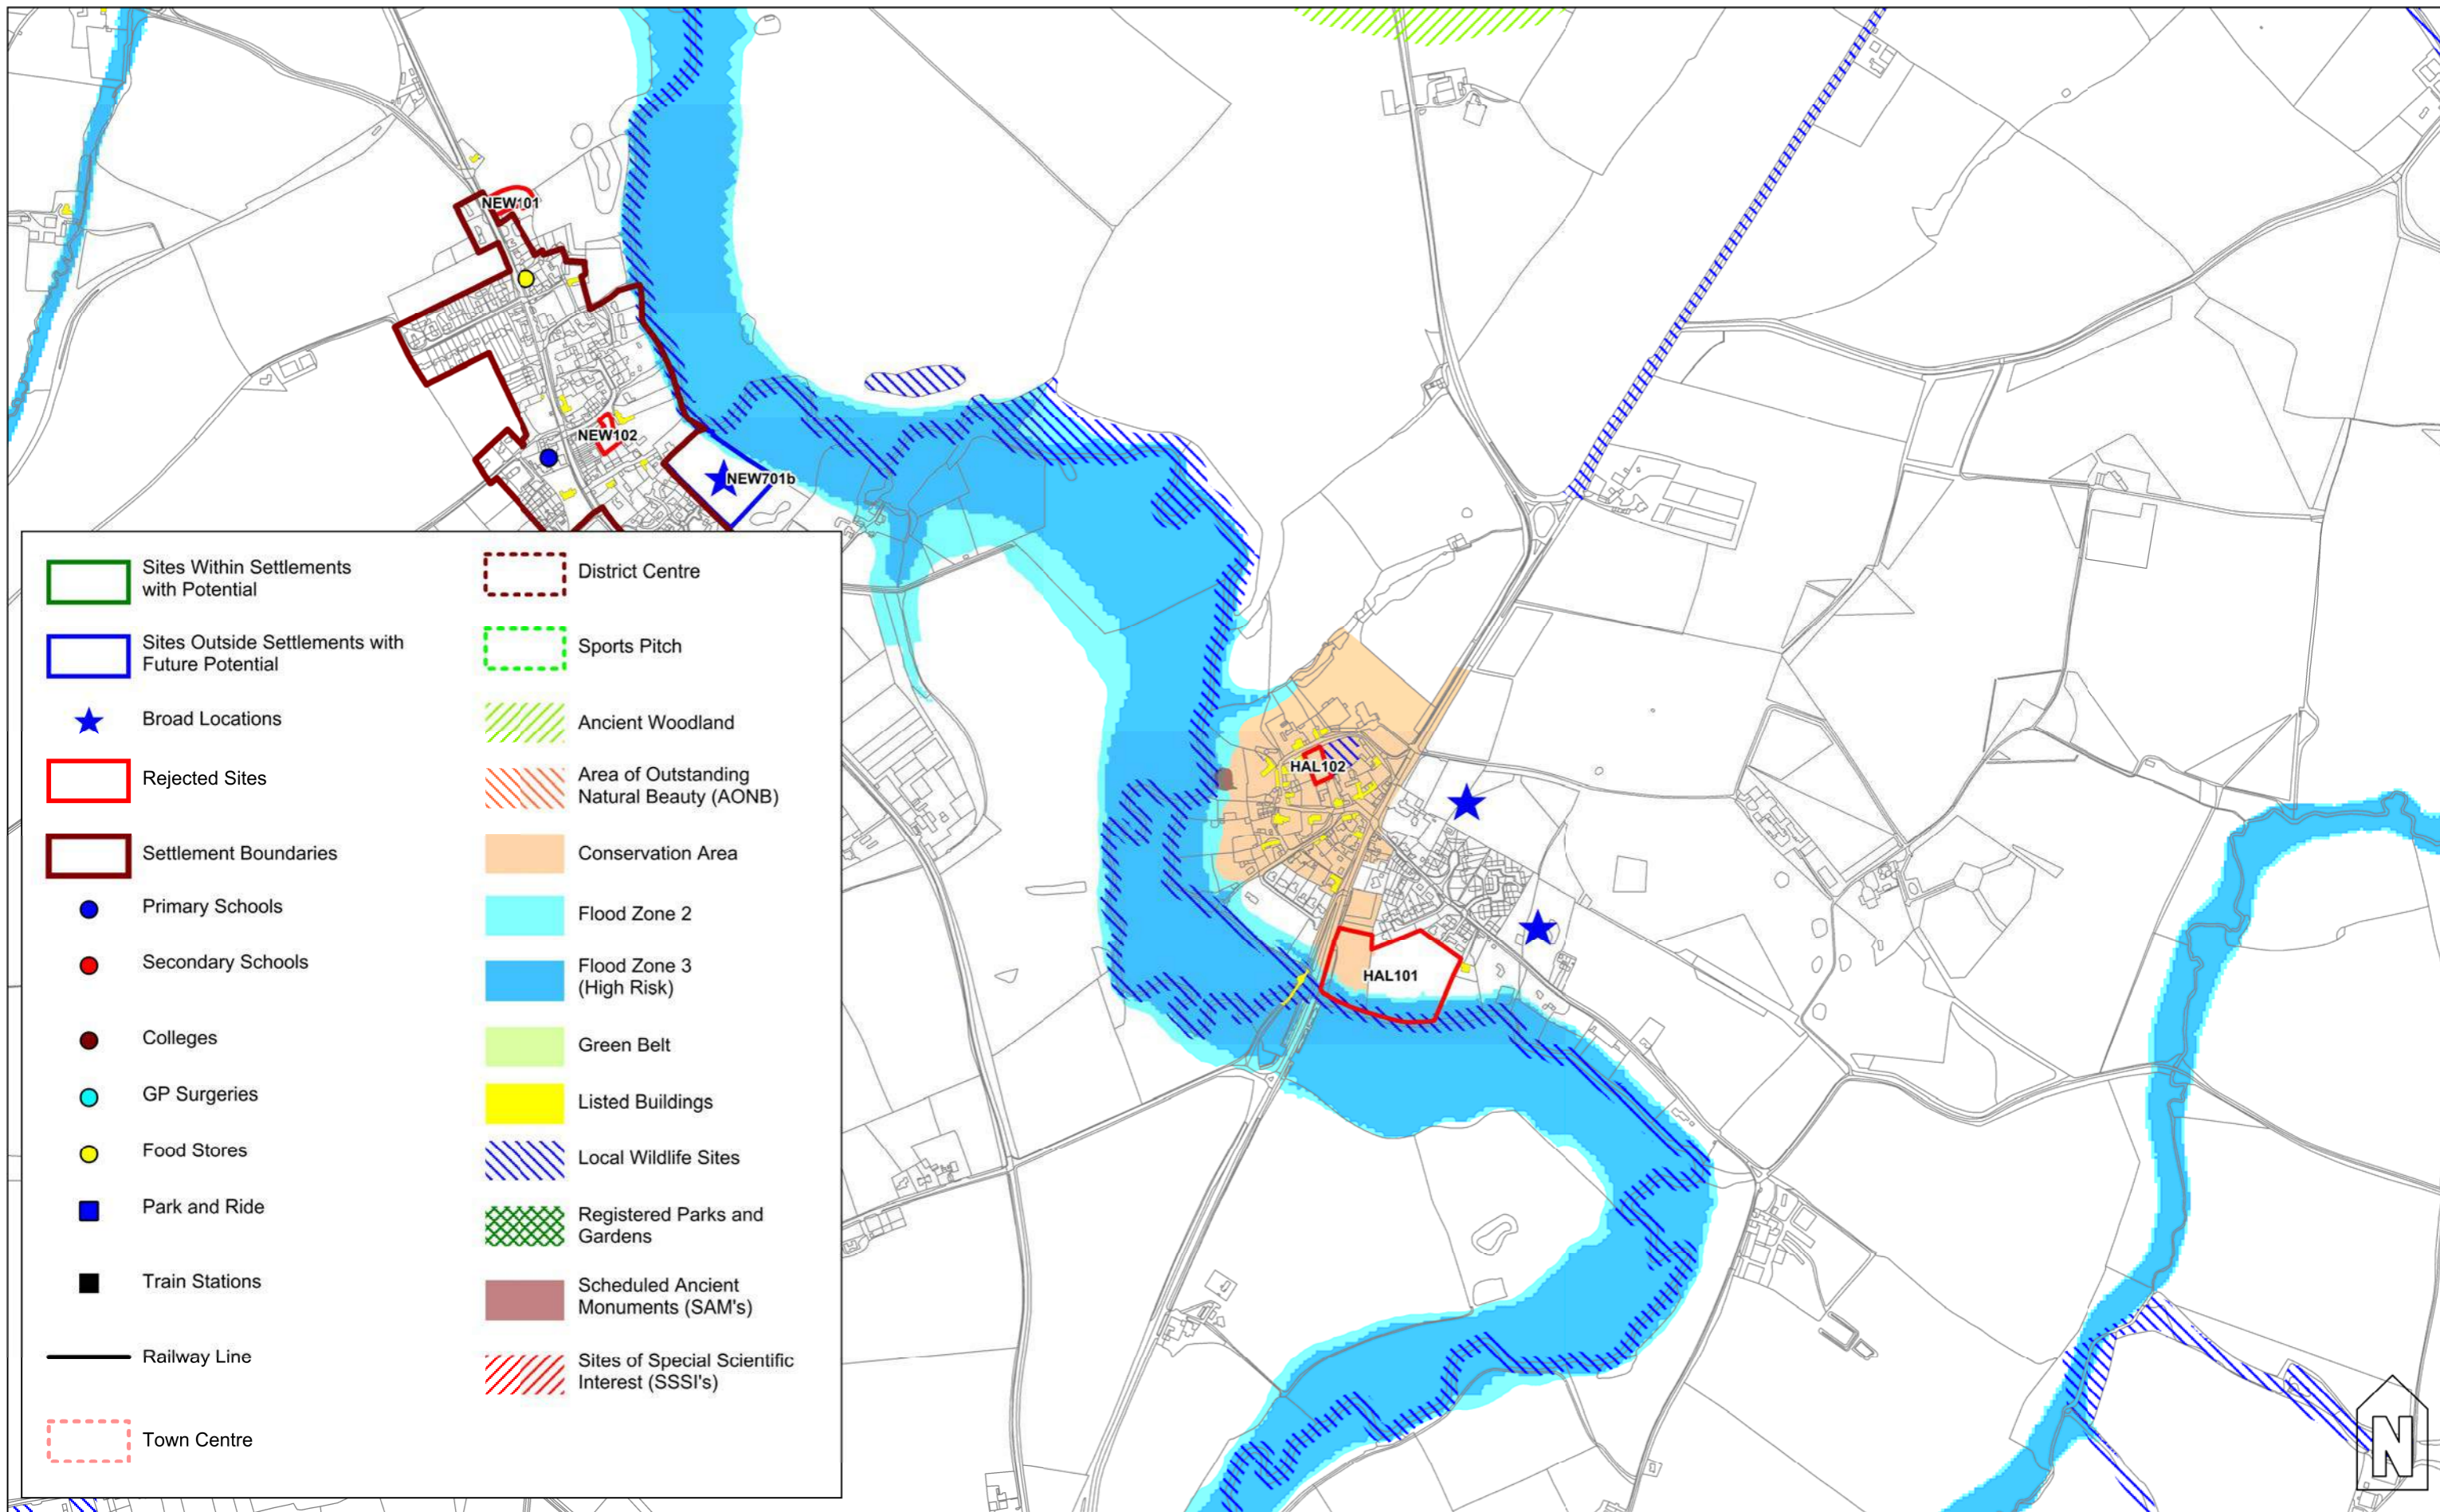 NEW101
NEW102
NEW701b
HAL102
HAL101
Sites Within Settlements
with Potential
Sites Outside Settlements with
Future Potential
Broad Locations
Rejected Sites
Settlement Boundaries
Primary Schools
Secondary Schools
Colleges
GP Surgeries
Food Stores
Park and Ride
Train Stations
Railway Line
Town Centre
District Centre
Sports Pitch
Ancient Woodland
Area of Outstanding
Natural Beauty (AONB)
Conservation Area
Flood Zone 2
Flood Zone 3
(High Risk)
Green Belt
Listed Buildings
Local Wildlife Sites
Registered Parks and
Gardens
Scheduled Ancient
Monuments (SAM's)
Sites of Special Scientific
Interest (SSSI's)
N